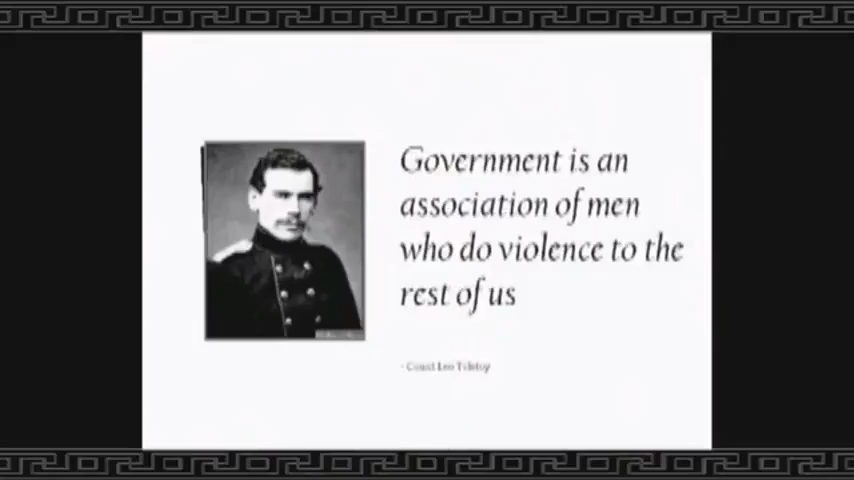 Government is an
association of men
who do violence to the
rest of us
- Count Leo Tolstoy